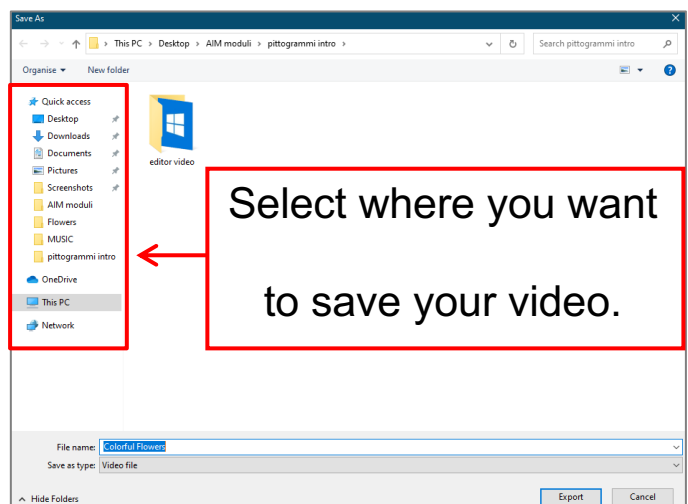 Save As
This PC > Desktop > AIM moduli > pittogrammi intro >
Search pittogrammi intro
Organise
New folder
Quick access
Desktop
Downloads
Documents
Pictures
Screenshots
AIM moduli
Flowers
MUSIC
pittogrammi intro
OneDrive
This PC
Network
editor video
Select where you want
to save your video.
File name: Colorful Flowers
Save as type: Video file
Hide Folders
Export
Cancel